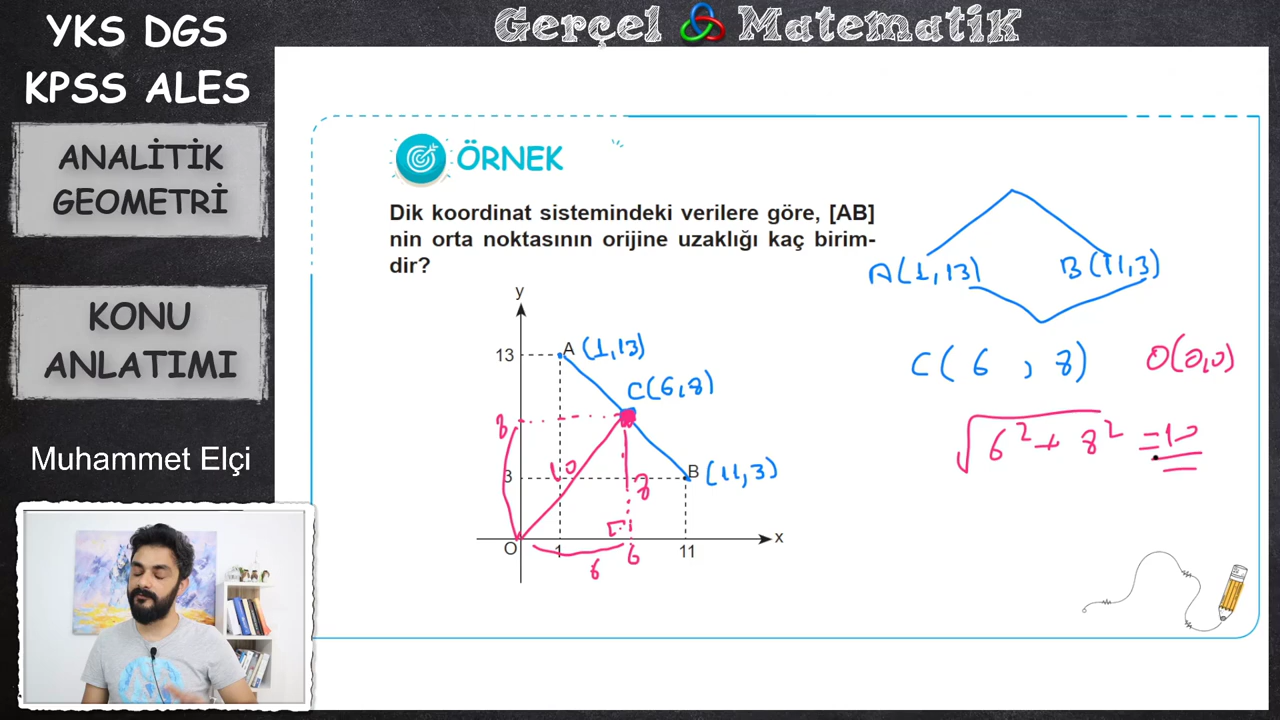 YKS DGS
KPSS ALES
ANALİTİK
GEOMETRİ
KONU
ANLATIMI
Muhammet Elçi
Gerçel Matematik
ÖRNEK
Dik koordinat sistemindeki verilere göre, [AB]
nin orta noktasının orijine uzaklığı kaç birim-
dir?
A(1,13) B(11,3)
C(6, 8) O(0,0)
√6²+8² =10
y
13 A (1,13)
C(6,8)
8
10
3 8 B (11,3)
O 1 6 11 x
6